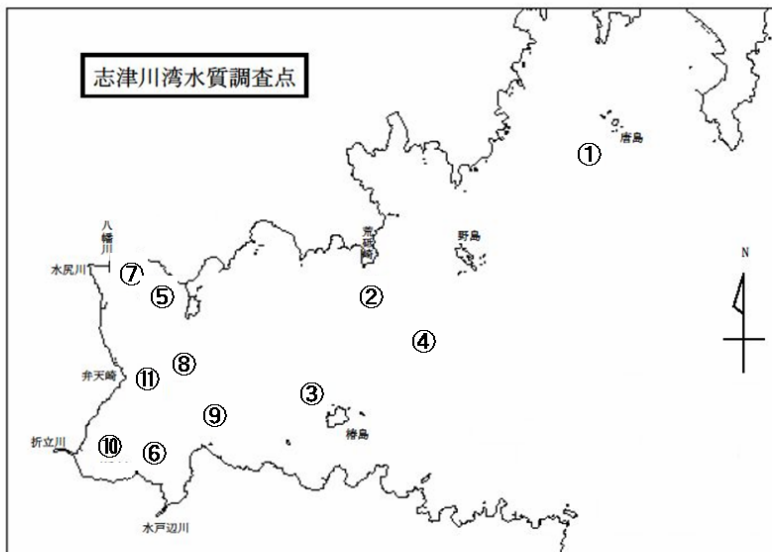 志津川湾水質調査点
①
唐島
八幡川
荒砥崎
野島
水尻川
⑦
N
⑤
②
④
⑧
弁天崎
⑪
③
⑨
椿島
折立川
⑩
⑥
水戸辺川